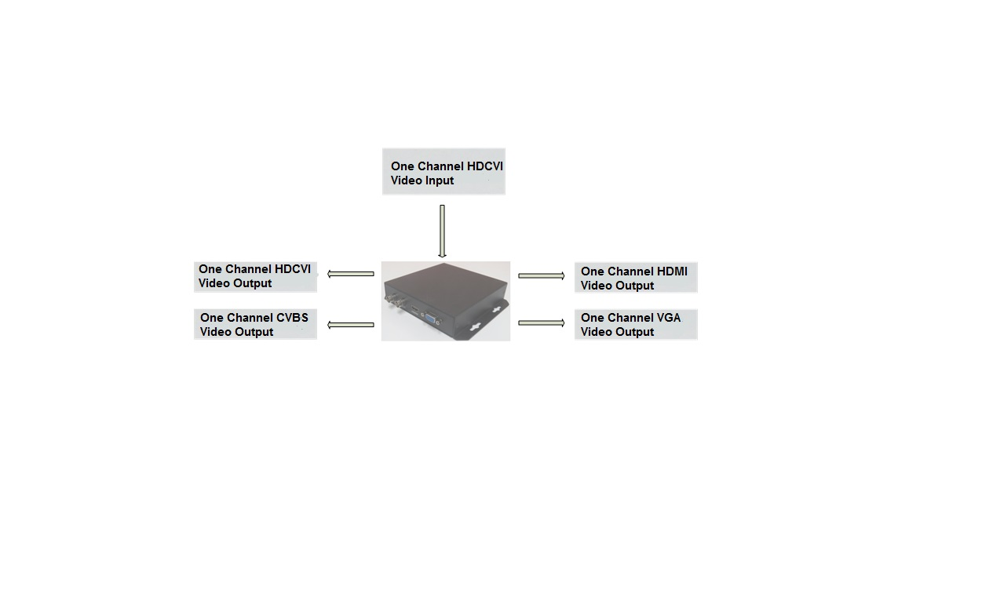 One Channel HDCVI
Video Input
One Channel HDCVI
Video Output
One Channel HDMI
Video Output
One Channel CVBS
Video Output
One Channel VGA
Video Output